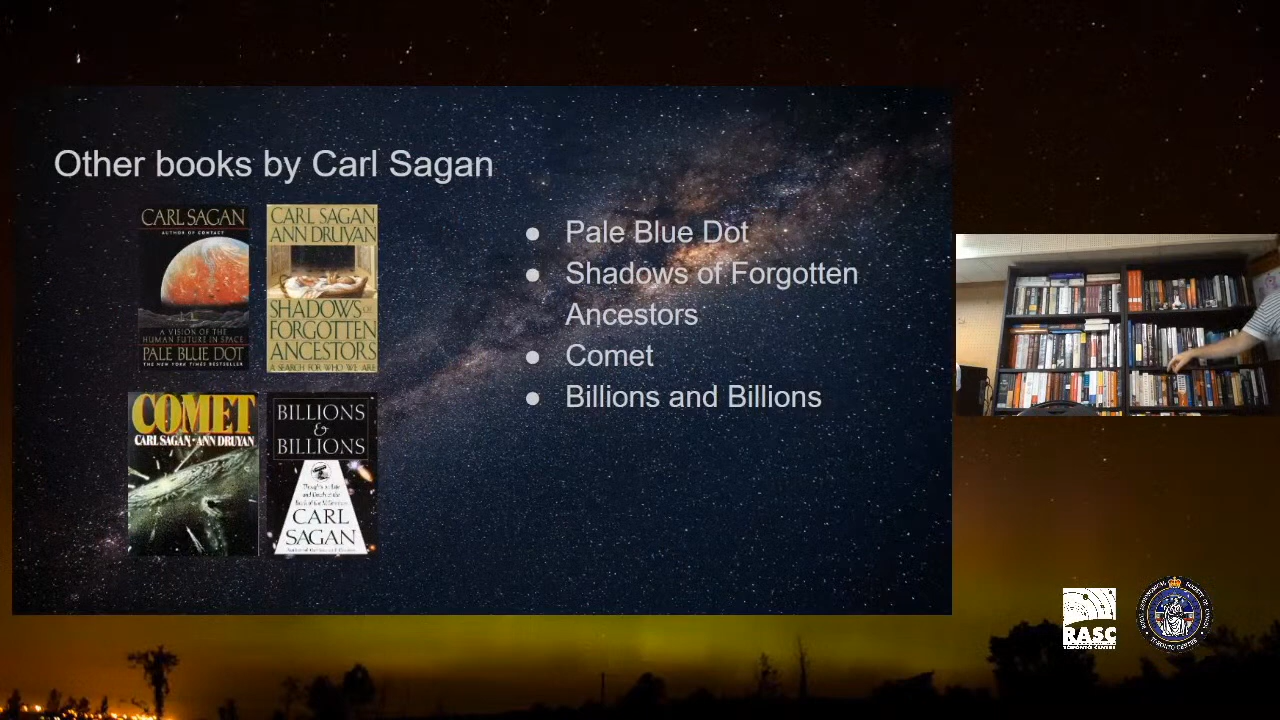 Other books by Carl Sagan
CARL SAGAN
AUTHOR OF CONTACT
A VISION OF THE
HUMAN FUTURE IN SPACE
PALE BLUE DOT
THE NEW YORK TIMES BESTSELLER
CARL SAGAN
ANN DRUYAN
SHADOWS OF
FORGOTTEN
ANCESTORS
A SEARCH FOR WHO WE ARE
COMET
CARL SAGAN • ANN DRUYAN
BILLIONS
&
BILLIONS
CARL
SAGAN
● Pale Blue Dot
● Shadows of Forgotten
Ancestors
● Comet
● Billions and Billions
RASC
TORONTO CENTRE